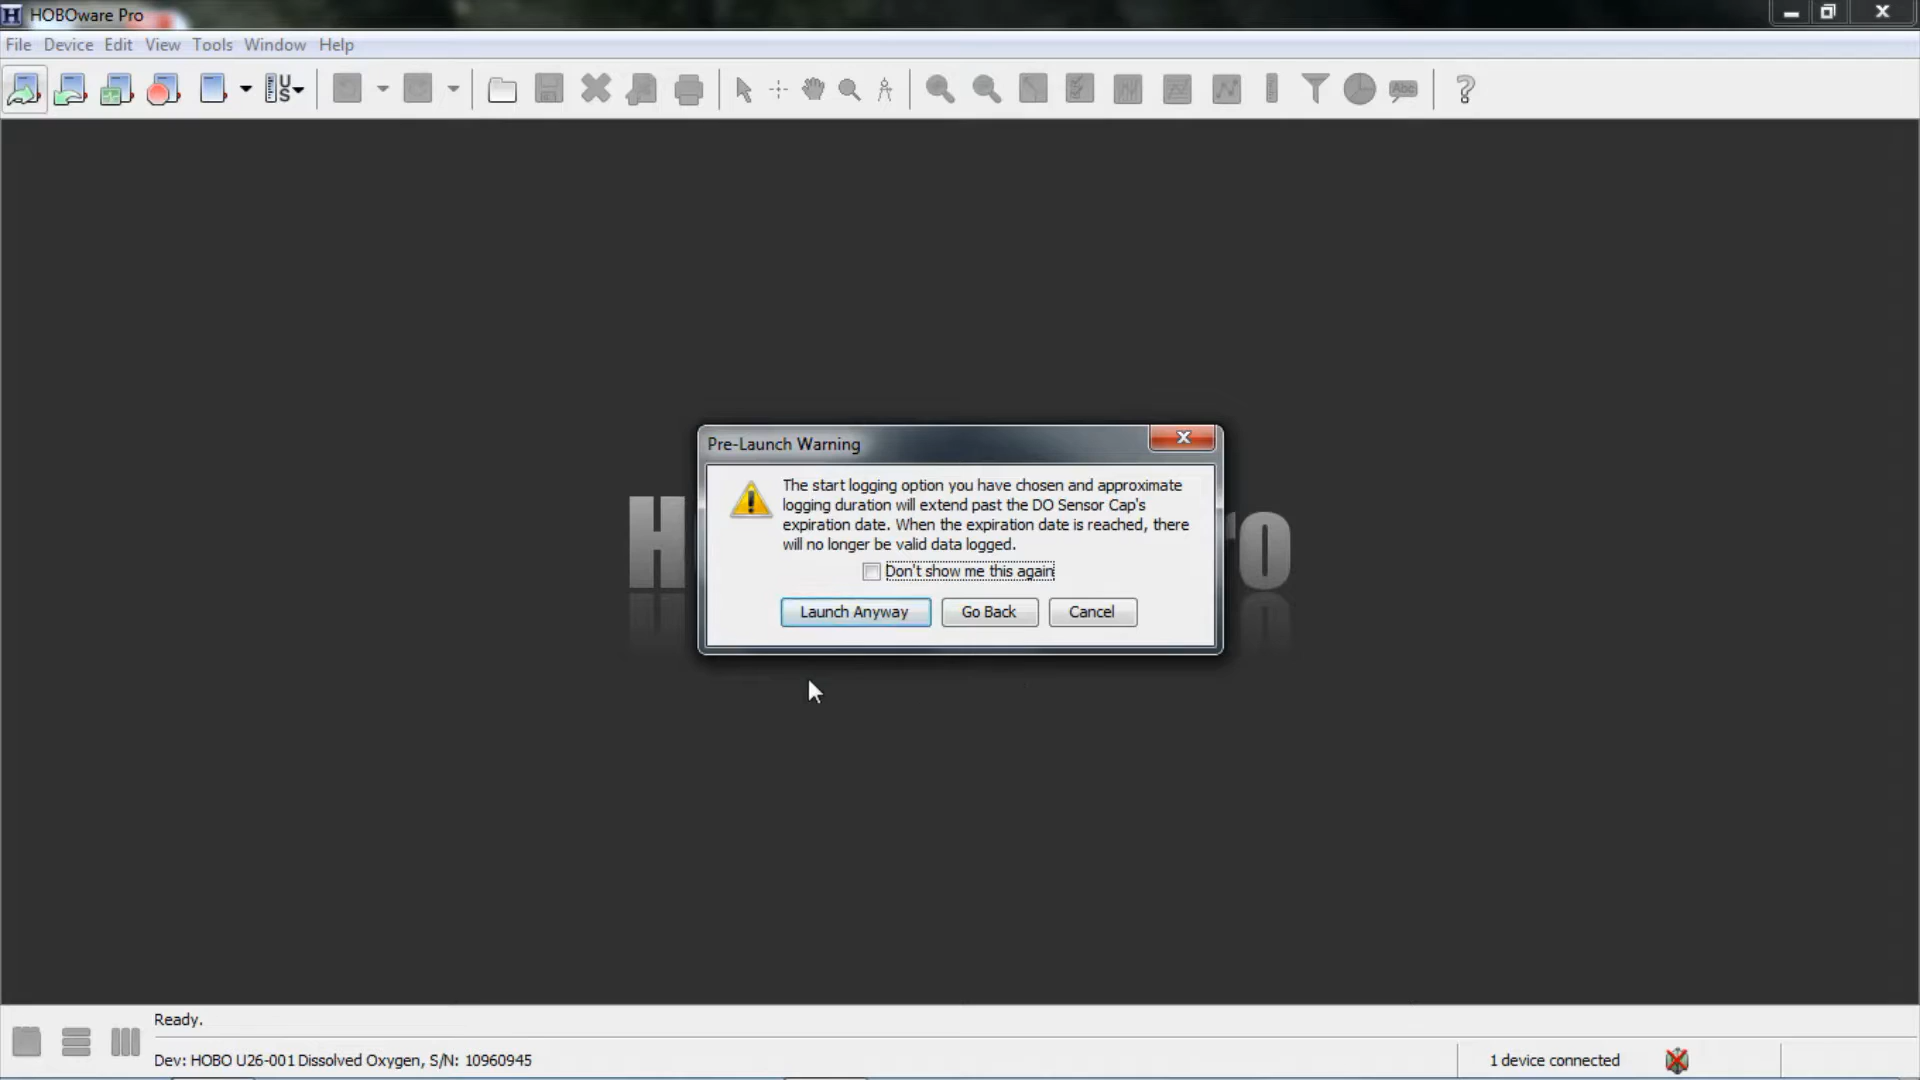 HOBOware Pro
File Device Edit View Tools Window Help
U
S
Abc
?
Pre-Launch Warning
The start logging option you have chosen and approximate
logging duration will extend past the DO Sensor Cap's
expiration date. When the expiration date is reached, there
will no longer be valid data logged.
Don't show me this again
Launch Anyway Go Back Cancel
Ready.
Dev: HOBO U26-001 Dissolved Oxygen, S/N: 10960945
1 device connected